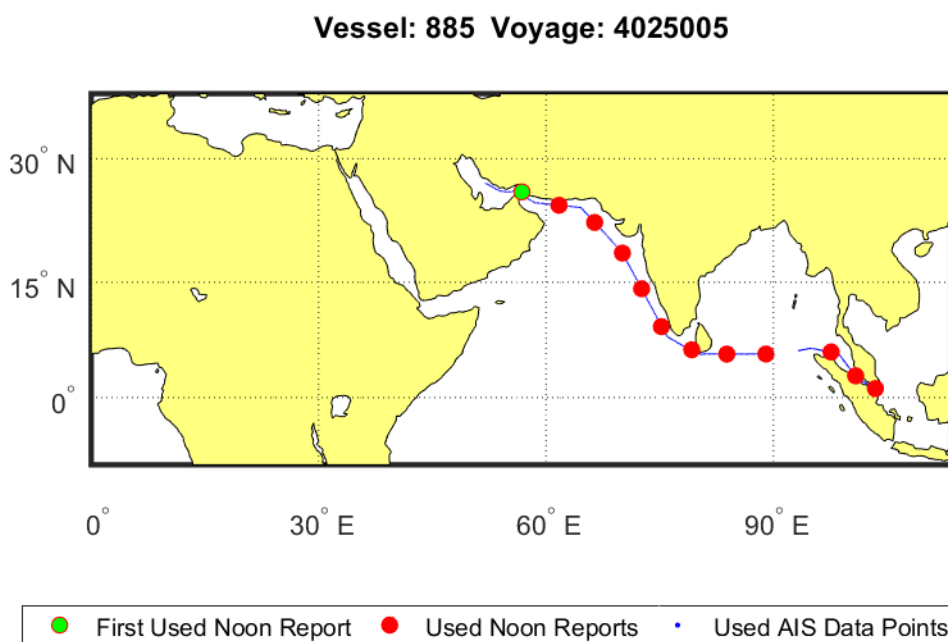 Vessel: 885 Voyage: 4025005
30° N
15° N
0°
0° 30° E 60° E 90° E
First Used Noon Report Used Noon Reports Used AIS Data Points